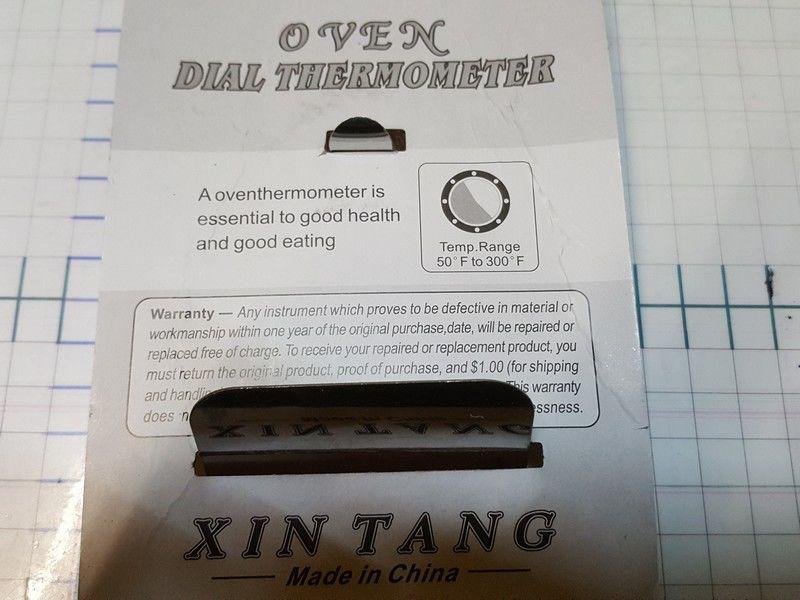 OVEN
DIAL THERMOMETER
A oventhermometer is
essential to good health
and good eating
Temp.Range
50°F to 300°F
Warranty — Any instrument which proves to be defective in material or
workmanship within one year of the original purchase,date, will be repaired or
replaced free of charge. To receive your repaired or replacement product, you
must return the original product, proof of purchase, and $1.00 (for shipping
and This warranty
does
XIN TANG
Made in China